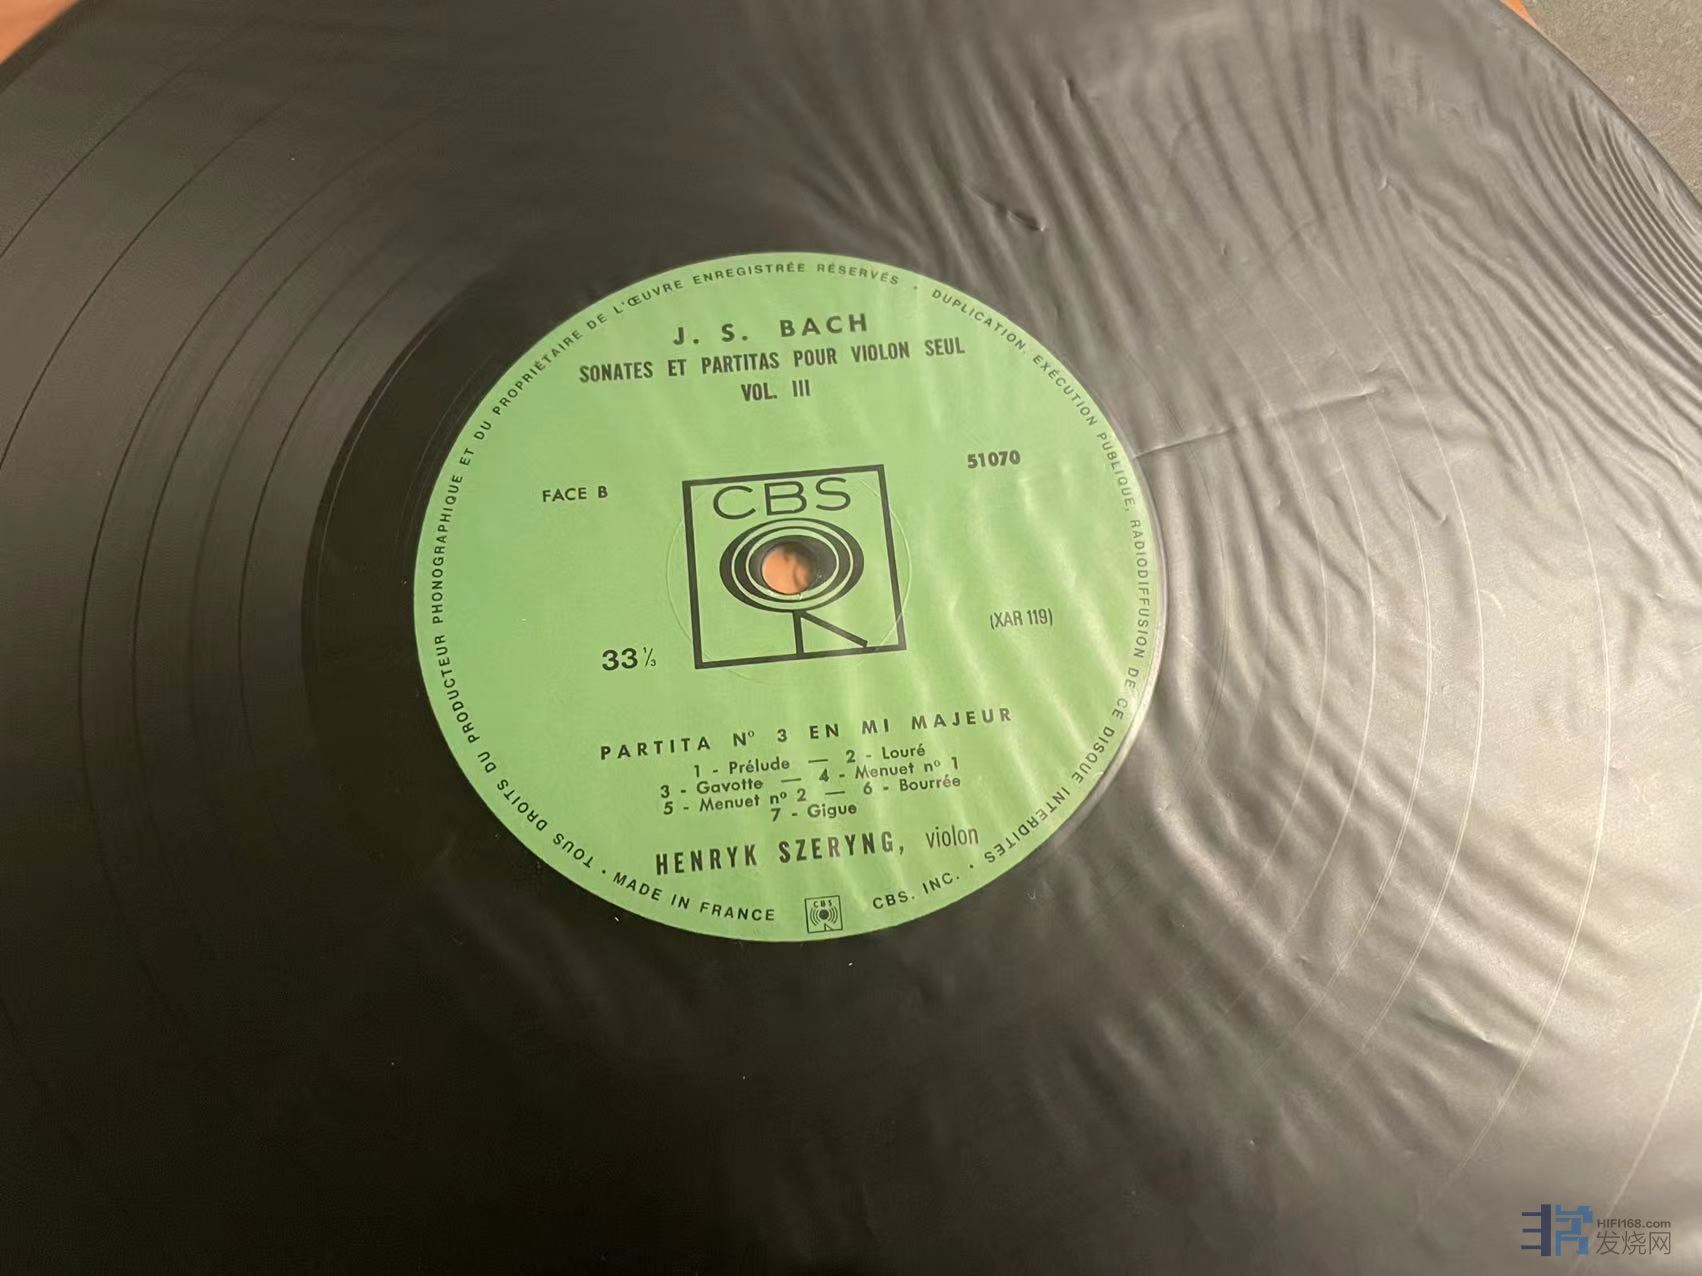 TOUS DROITS DU PRODUCTEUR PHONOGRAPHIQUE ET DU PROPRIÉTAIRE DE L'ŒUVRE ENREGISTRÉE RÉSERVÉS · DUPLICATION, EXÉCUTION PUBLIQUE, RADIODIFFUSION DE CE DISQUE INTERDITES ·
J. S. BACH
SONATES ET PARTITAS POUR VIOLON SEUL
VOL. III
51070
FACE B
CBS
(XAR 119)
33 1/3
PARTITA Nº 3 EN MI MAJEUR
1 - Prélude — 2 - Louré
3 - Gavotte — 4 - Menuet nº 1
5 - Menuet nº 2 — 6 - Bourrée
7 - Gigue
HENRYK SZERYNG, violon
· MADE IN FRANCE
CBS
CBS. INC.
HIFI168.com
发烧网